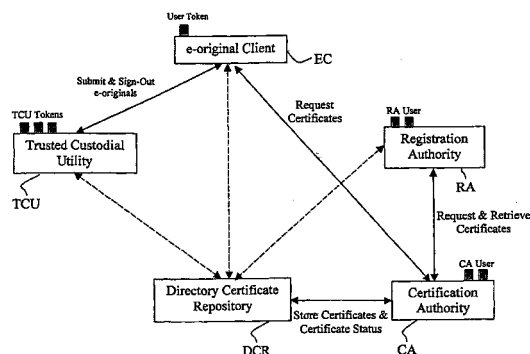 User Token
e-original Client
EC
Submit & Sign-Out
e-originals
Request
Certificates
TCU Tokens
Trusted Custodial
Utility
TCU
RA User
Registration
Authority
RA
Request & Retrieve
Certificates
CA User
Directory Certificate
Repository
DCR
Store Certificates &
Certificate Status
Certification
Authority
CA